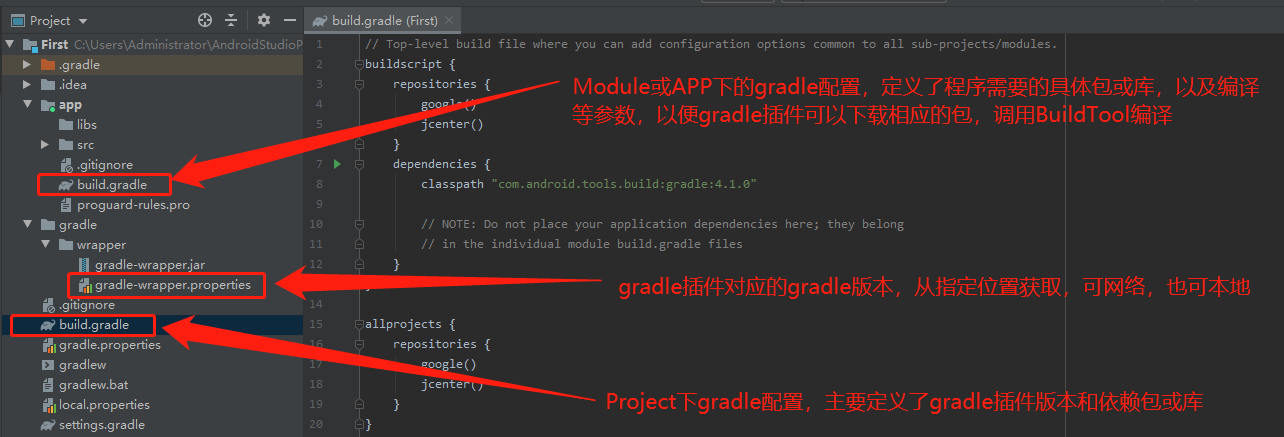 Project
build.gradle (First)
First C:\Users\Administrator\AndroidStudioP
.gradle
.idea
app
libs
src
.gitignore
build.gradle
proguard-rules.pro
gradle
wrapper
gradle-wrapper.jar
gradle-wrapper.properties
.gitignore
build.gradle
gradle.properties
gradlew
gradlew.bat
local.properties
settings.gradle
1 // Top-level build file where you can add configuration options common to all sub-projects/modules.
2 buildscript {
3 repositories {
4 google()
5 jcenter()
6 }
7 dependencies {
8 classpath "com.android.tools.build:gradle:4.1.0"
9
10 // NOTE: Do not place your application dependencies here; they belong
11 // in the individual module build.gradle files
12 }
14
15 allprojects {
16 repositories {
17 google()
18 jcenter()
19 }
20 }
Module或APP下的gradle配置，定义了程序需要的具体包或库，以及编译
等参数，以便gradle插件可以下载相应的包，调用BuildTool编译
gradle插件对应的gradle版本，从指定位置获取，可网络，也可本地
Project下gradle配置，主要定义了gradle插件版本和依赖包或库